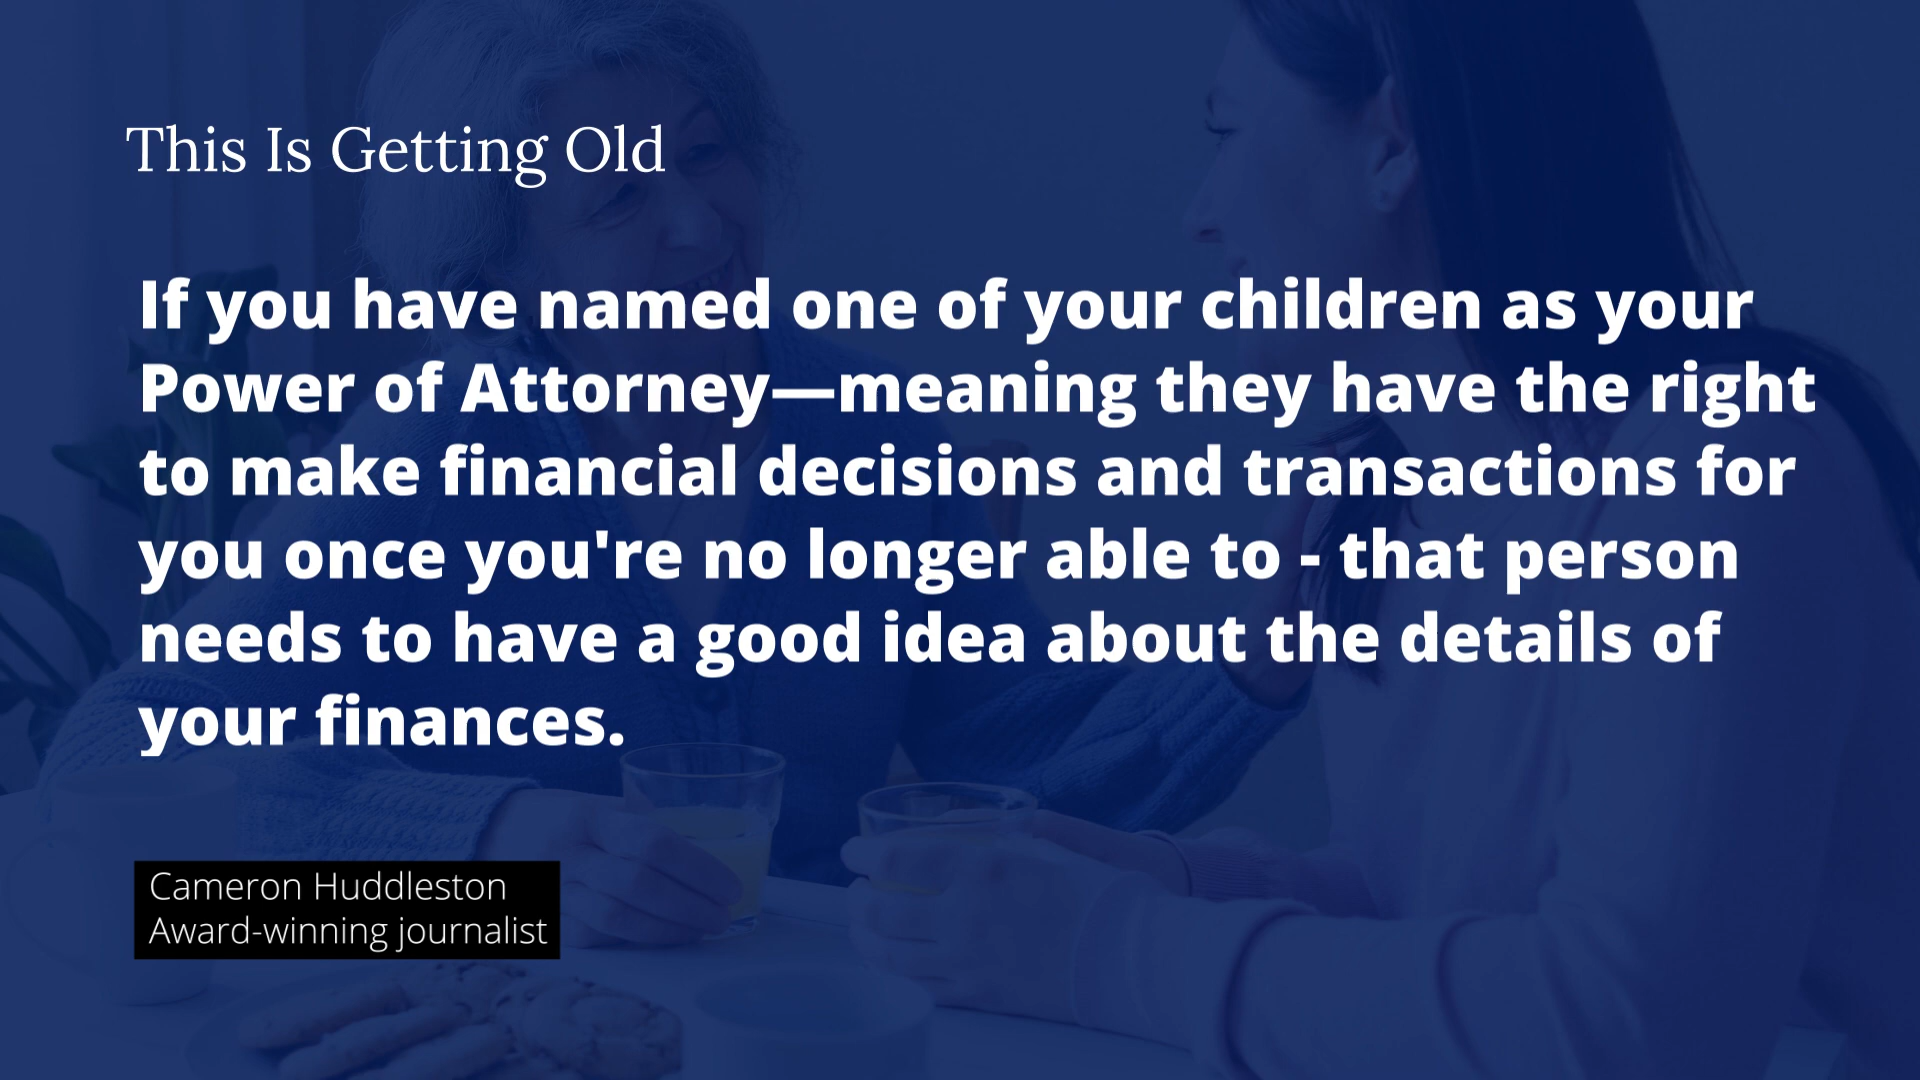 This Is Getting Old
If you have named one of your children as your
Power of Attorney—meaning they have the right
to make financial decisions and transactions for
you once you're no longer able to - that person
needs to have a good idea about the details of
your finances.
Cameron Huddleston
Award-winning journalist